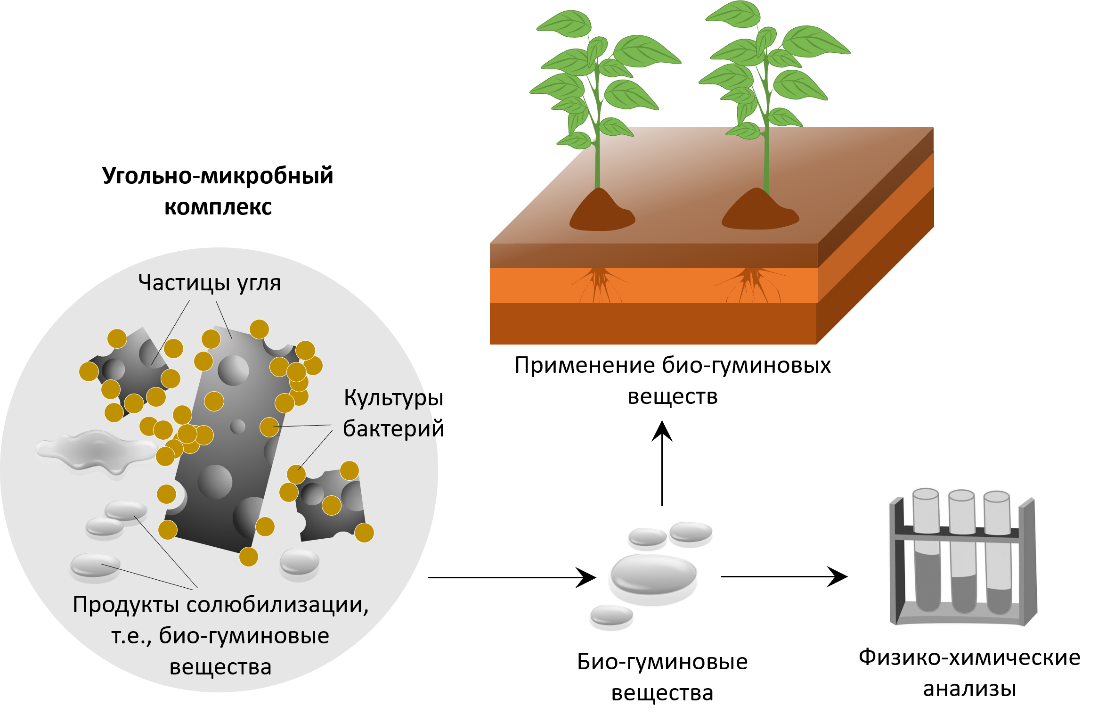 Угольно-микробный
комплекс
Частицы угля
Культуры
бактерий
Продукты солюбилизации,
т.е., био-гуминовые
вещества
Применение био-гуминовых
веществ
Био-гуминовые
вещества
Физико-химические
анализы